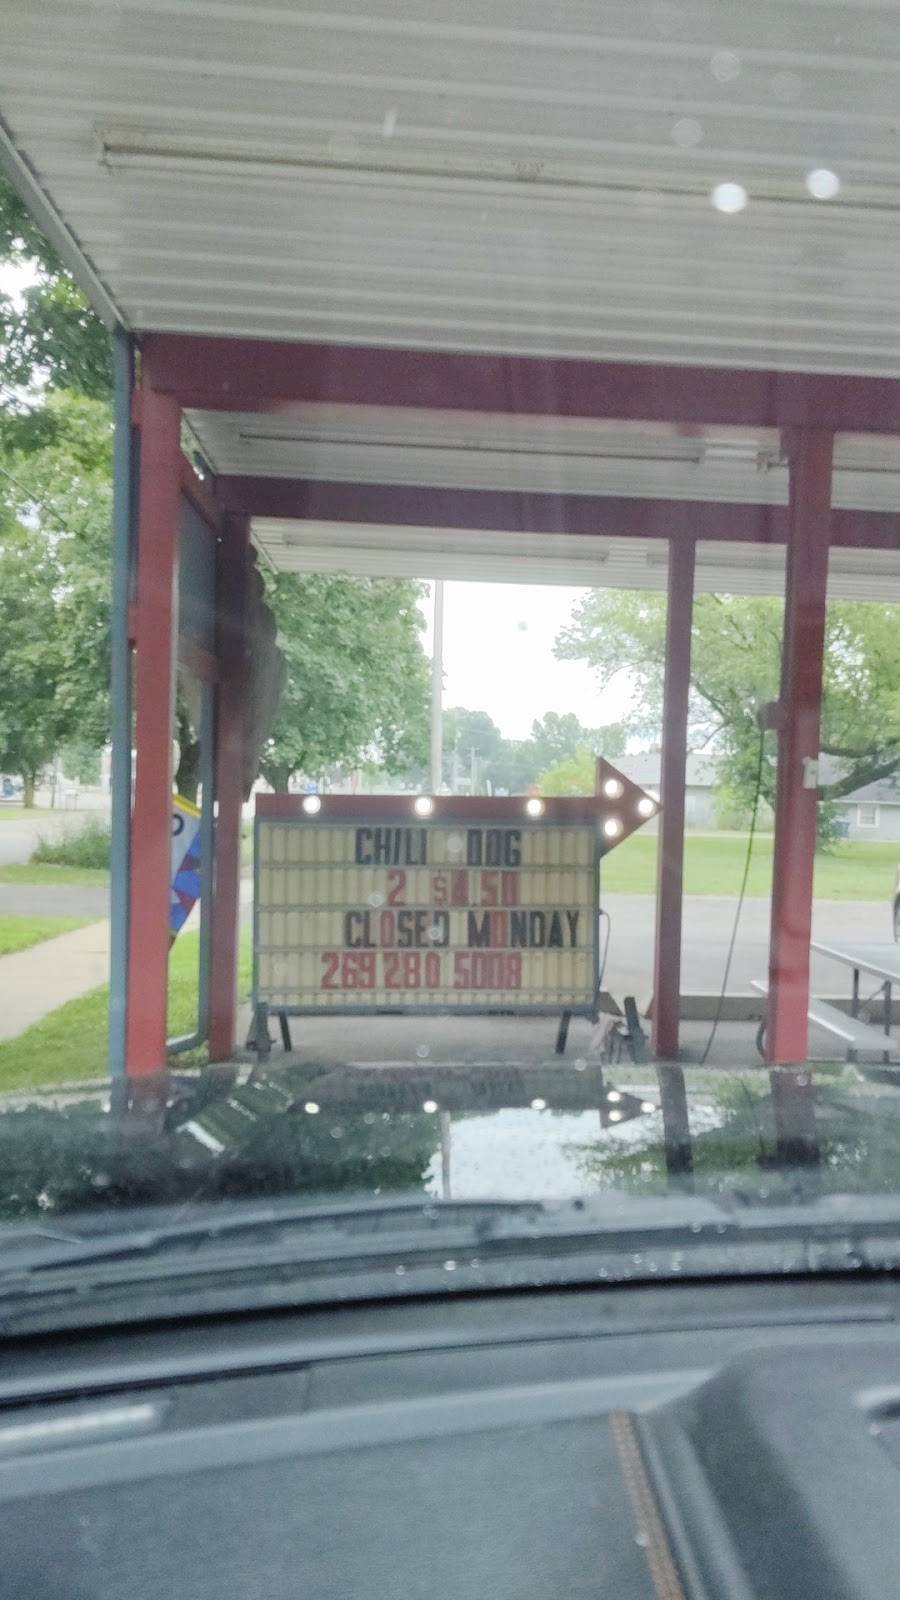 CHILI DOG
2 $4.50
CLOSED MONDAY
269 280 5008